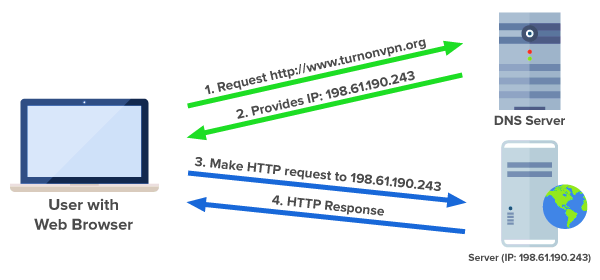 1. Request http://www.turnonvpn.org
2. Provides IP: 198.61.190.243
DNS Server
3. Make HTTP request to 198.61.190.243
4. HTTP Response
User with
Web Browser
Server (IP: 198.61.190.243)